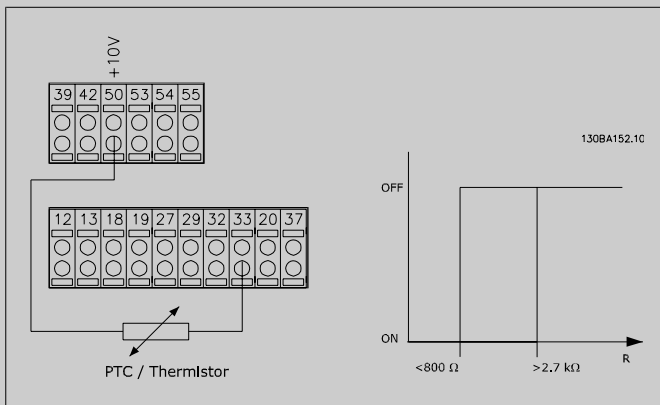 +10V
39 42 50 53 54 55
130BA152.10
12 13 18 19 27 29 32 33 20 37
OFF
ON
R
<800 Ω
>2.7 kΩ
PTC / Thermistor